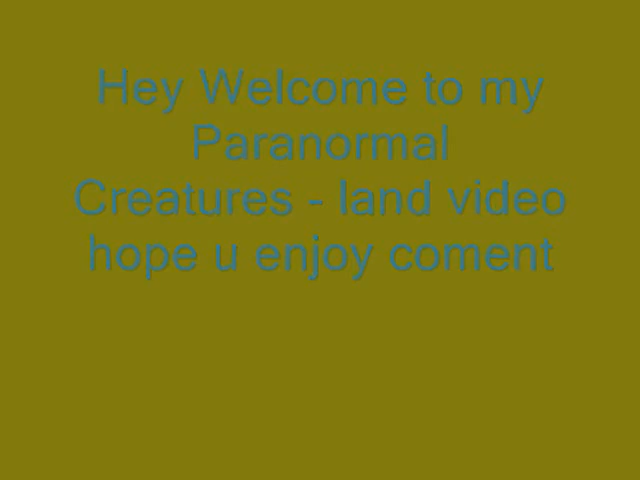 Hey Welcome to my
Paranormal
Creatures - land video
hope u enjoy coment